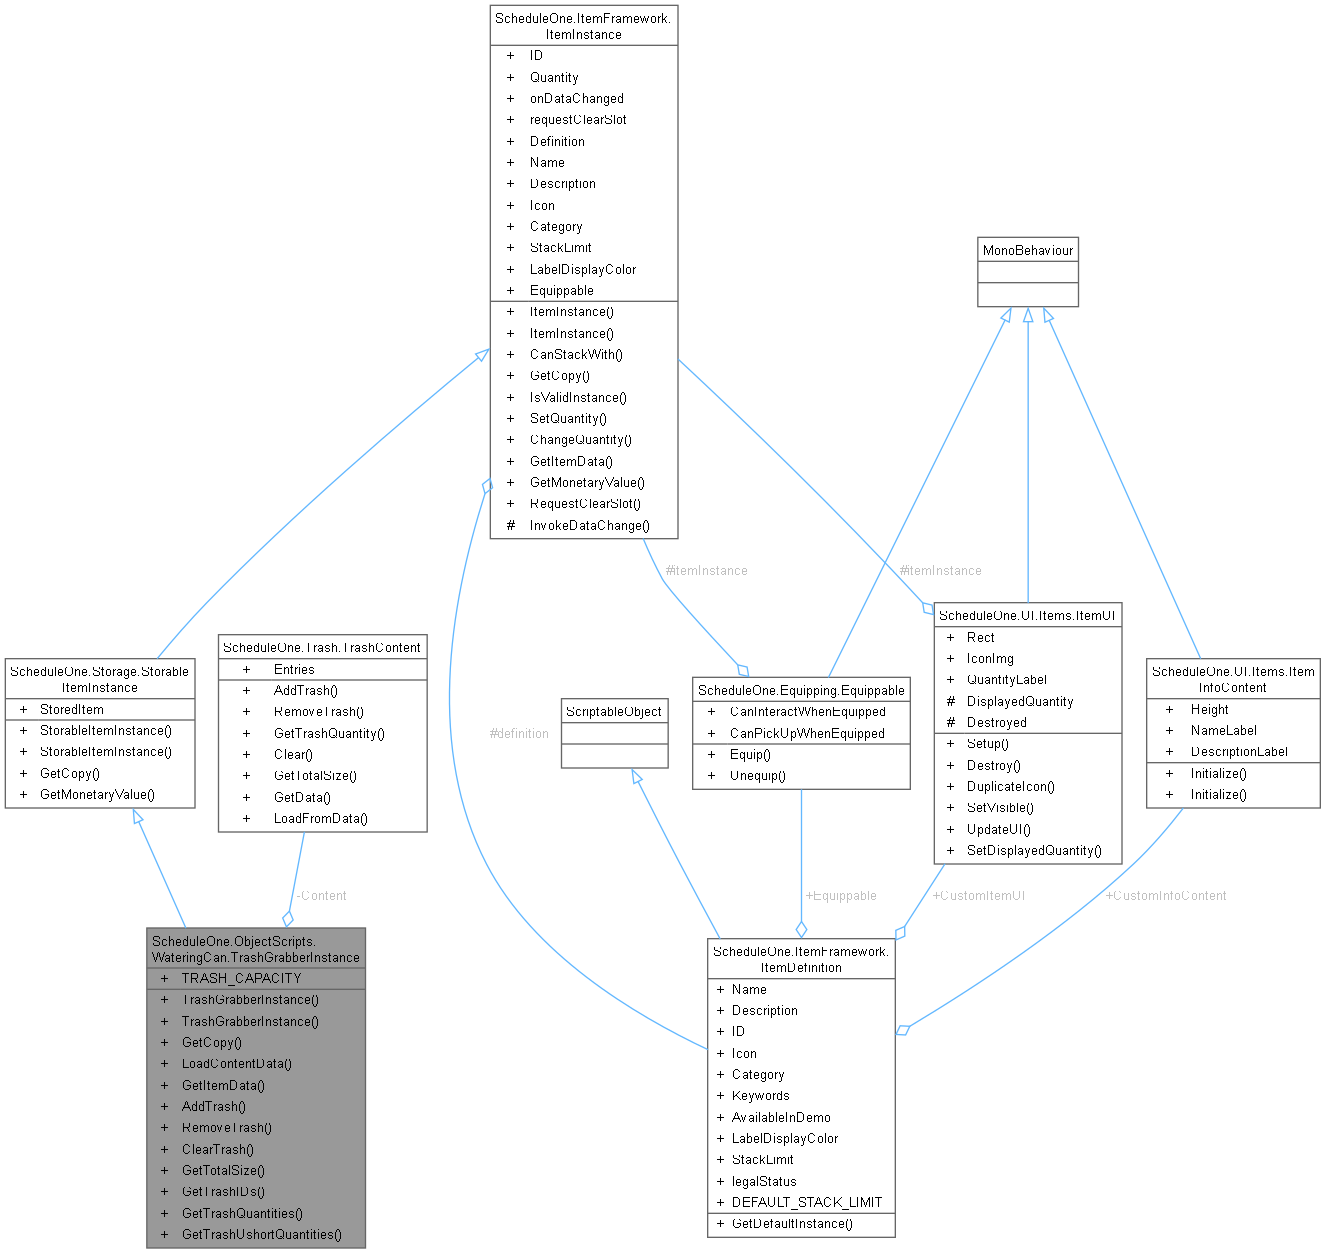 ScheduleOne.ItemFramework.
ItemInstance
+ ID
+ Quantity
+ onDataChanged
+ requestClearSlot
+ Definition
+ Name
+ Description
+ Icon
+ Category
+ StackLimit
+ LabelDisplayColor
+ Equippable
+ ItemInstance()
+ ItemInstance()
+ CanStackWith()
+ GetCopy()
+ IsValidInstance()
+ SetQuantity()
+ ChangeQuantity()
+ GetItemData()
+ GetMonetaryValue()
+ RequestClearSlot()
# InvokeDataChange()
MonoBehaviour
#itemInstance
#itemInstance
ScheduleOne.Storage.Storable
ItemInstance
+ StoredItem
+ StorableItemInstance()
+ StorableItemInstance()
+ GetCopy()
+ GetMonetaryValue()
ScheduleOne.Trash.TrashContent
+ Entries
+ AddTrash()
+ RemoveTrash()
+ GetTrashQuantity()
+ Clear()
+ GetTotalSize()
+ GetData()
+ LoadFromData()
#definition
ScriptableObject
ScheduleOne.Equipping.Equippable
+ CanInteractWhenEquipped
+ CanPickUpWhenEquipped
+ Equip()
+ Unequip()
ScheduleOne.UI.Items.ItemUI
+ Rect
+ IconImg
+ QuantityLabel
# DisplayedQuantity
# Destroyed
+ Setup()
+ Destroy()
+ DuplicateIcon()
+ SetVisible()
+ UpdateUI()
+ SetDisplayedQuantity()
ScheduleOne.UI.Items.Item
InfoContent
+ Height
+ NameLabel
+ DescriptionLabel
+ Initialize()
+ Initialize()
-Content
+Equippable
+CustomItemUI
+CustomInfoContent
ScheduleOne.ObjectScripts.
WateringCan.TrashGrabberInstance
+ TRASH_CAPACITY
+ TrashGrabberInstance()
+ TrashGrabberInstance()
+ GetCopy()
+ LoadContentData()
+ GetItemData()
+ AddTrash()
+ RemoveTrash()
+ ClearTrash()
+ GetTotalSize()
+ GetTrashIDs()
+ GetTrashQuantities()
+ GetTrashUshortQuantities()
ScheduleOne.ItemFramework.
ItemDefinition
+ Name
+ Description
+ ID
+ Icon
+ Category
+ Keywords
+ AvailableInDemo
+ LabelDisplayColor
+ StackLimit
+ legalStatus
+ DEFAULT_STACK_LIMIT
+ GetDefaultInstance()